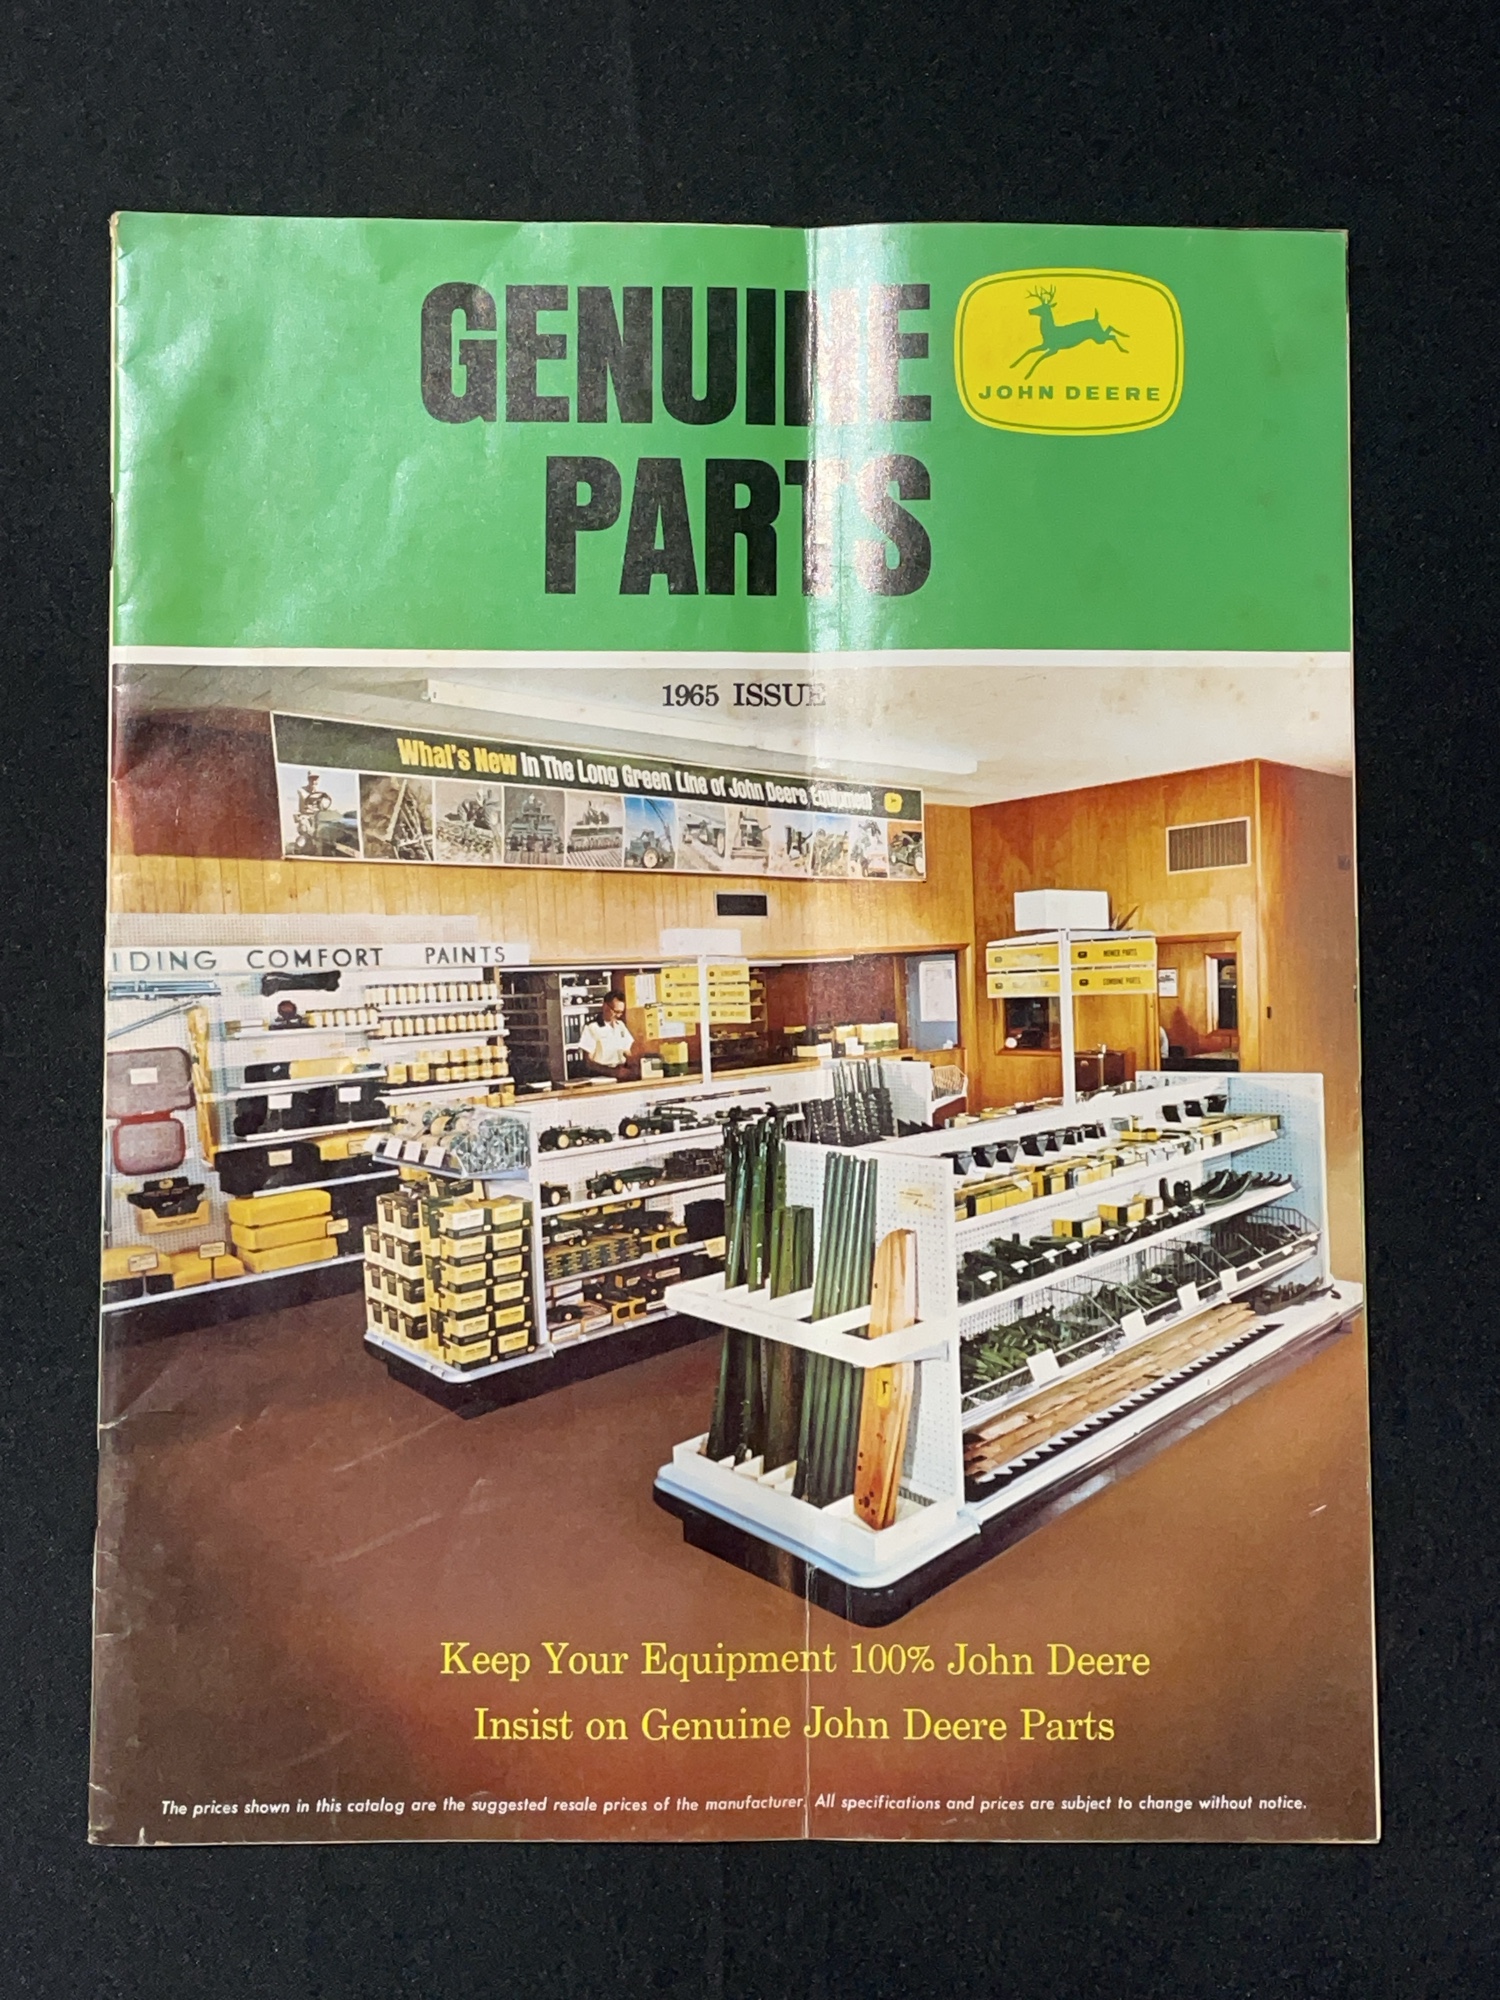 GENUINE
PARTS
JOHN DEERE
1965 ISSUE
What's New In The Long Green Line of John Deere Equipment
IDING COMFORT PAINTS
COMBINE PARTS
Keep Your Equipment 100% John Deere
Insist on Genuine John Deere Parts
The prices shown in this catalog are the suggested resale prices of the manufacturer. All specifications and prices are subject to change without notice.